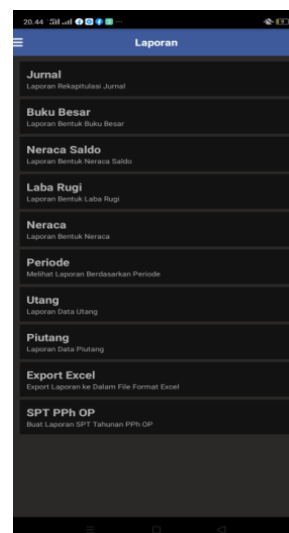 20.44
Laporan
Jurnal
Laporan Rekapitulasi Jurnal
Buku Besar
Laporan Bentuk Buku Besar
Neraca Saldo
Laporan Bentuk Neraca Saldo
Laba Rugi
Laporan Bentuk Laba Rugi
Neraca
Laporan Bentuk Neraca
Periode
Melihat Laporan Berdasarkan Periode
Utang
Laporan Data Utang
Piutang
Laporan Data Piutang
Export Excel
Export Laporan ke Dalam File Format Excel
SPT PPh OP
Buat Laporan SPT Tahunan PPh OP